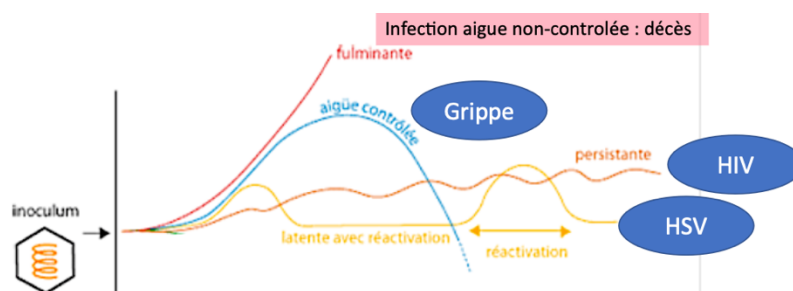 Infection aigue non-controlée : décès
fulminante
aigüe contrôlée
Grippe
persistante
HIV
inoculum
HSV
latente avec réactivation
réactivation